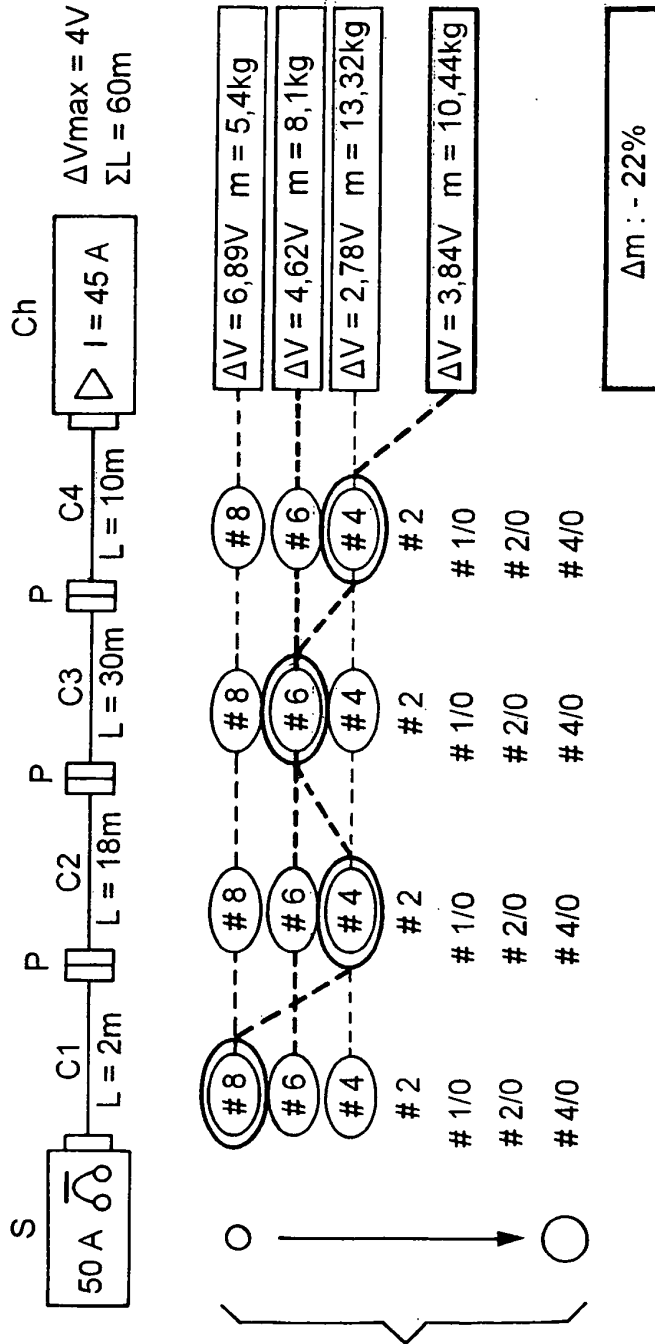 S
50 A
C1
L = 2m
P
C2
L = 18m
P
C3
L = 30m
P
C4
L = 10m
Ch
I = 45 A
ΔVmax = 4V
ΣL = 60m
# 8 # 8 # 8 # 8 ΔV = 6,89V m = 5,4kg
# 6 # 6 # 6 # 6 ΔV = 4,62V m = 8,1kg
# 4 # 4 # 4 # 4 ΔV = 2,78V m = 13,32kg
# 2 # 2 # 2 # 2
ΔV = 3,84V m = 10,44kg
# 1/0 # 1/0 # 1/0 # 1/0
# 2/0 # 2/0 # 2/0 # 2/0
# 4/0 # 4/0 # 4/0 # 4/0
Δm : - 22%